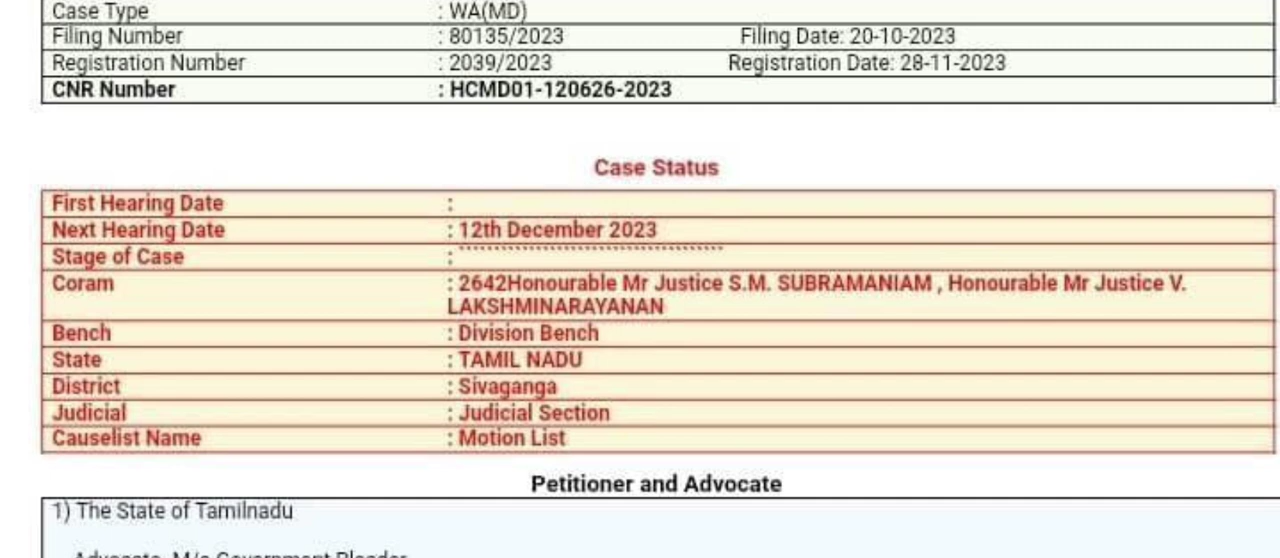 Case Type : WA(MD)
Filing Number : 80135/2023 Filing Date: 20-10-2023
Registration Number : 2039/2023 Registration Date: 28-11-2023
CNR Number : HCMD01-120626-2023
Case Status
First Hearing Date :
Next Hearing Date : 12th December 2023
Stage of Case :
Coram : 2642Honourable Mr Justice S.M. SUBRAMANIAM , Honourable Mr Justice V.
LAKSHMINARAYANAN
Bench : Division Bench
State : TAMIL NADU
District : Sivaganga
Judicial : Judicial Section
Causelist Name : Motion List
Petitioner and Advocate
1) The State of Tamilnadu
Advocate- M/s Government Pleader